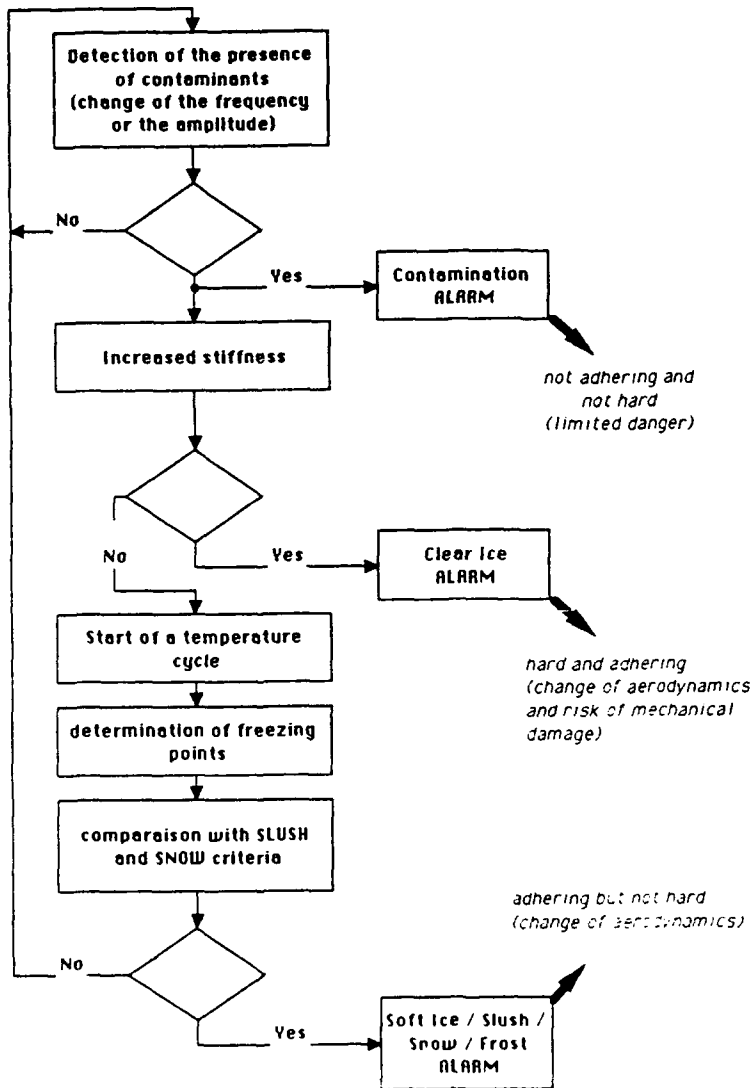 Detection of the presence
of contaminants
(change of the frequency
or the amplitude)
No
Yes
Contamination
ALARM
Increased stiffness
not adhering and
not hard
(limited danger)
No
Yes
Clear Ice
ALARM
Start of a temperature
cycle
hard and adhering
(change of aerodynamics
and risk of mechanical
damage)
determination of freezing
points
comparaison with SLUSH
and SNOW criteria
adhering but not hard
(change of aerodynamics)
No
Yes
Soft Ice / Slush /
Snow / Frost
ALARM